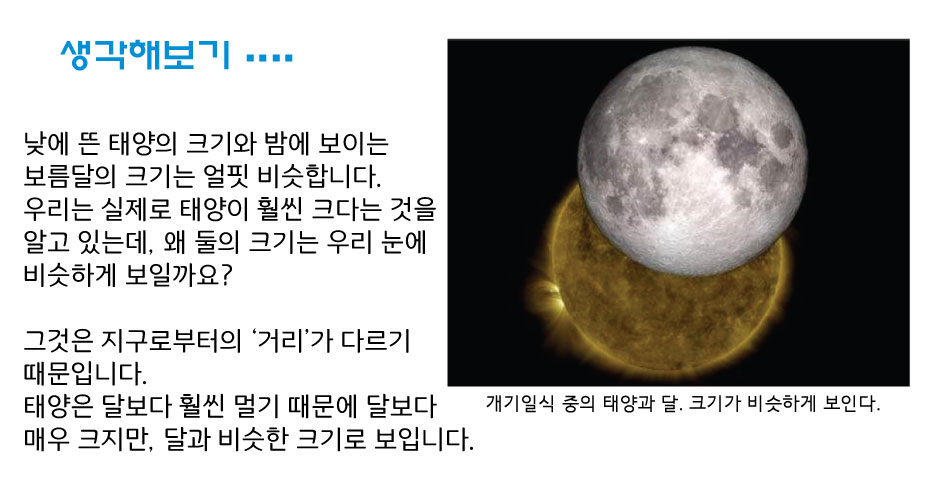 생각해보기 ....
낮에 뜬 태양의 크기와 밤에 보이는
보름달의 크기는 얼핏 비슷합니다.
우리는 실제로 태양이 훨씬 크다는 것을
알고 있는데, 왜 둘의 크기는 우리 눈에
비슷하게 보일까요?
그것은 지구로부터의 ‘거리’가 다르기
때문입니다.
태양은 달보다 훨씬 멀기 때문에 달보다
매우 크지만, 달과 비슷한 크기로 보입니다.
개기일식 중의 태양과 달. 크기가 비슷하게 보인다.